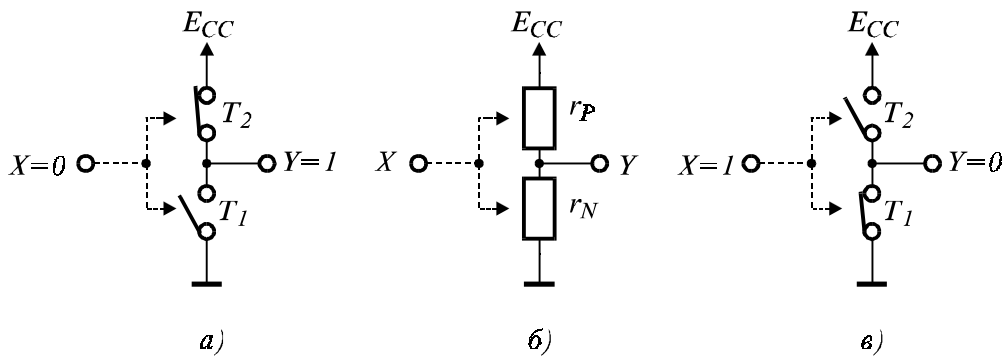 E_CC E_CC E_CC
T_2 r_P T_2
X=0 Y=1 X Y X=1 Y=0
T_1 r_N T_1
а) б) в)